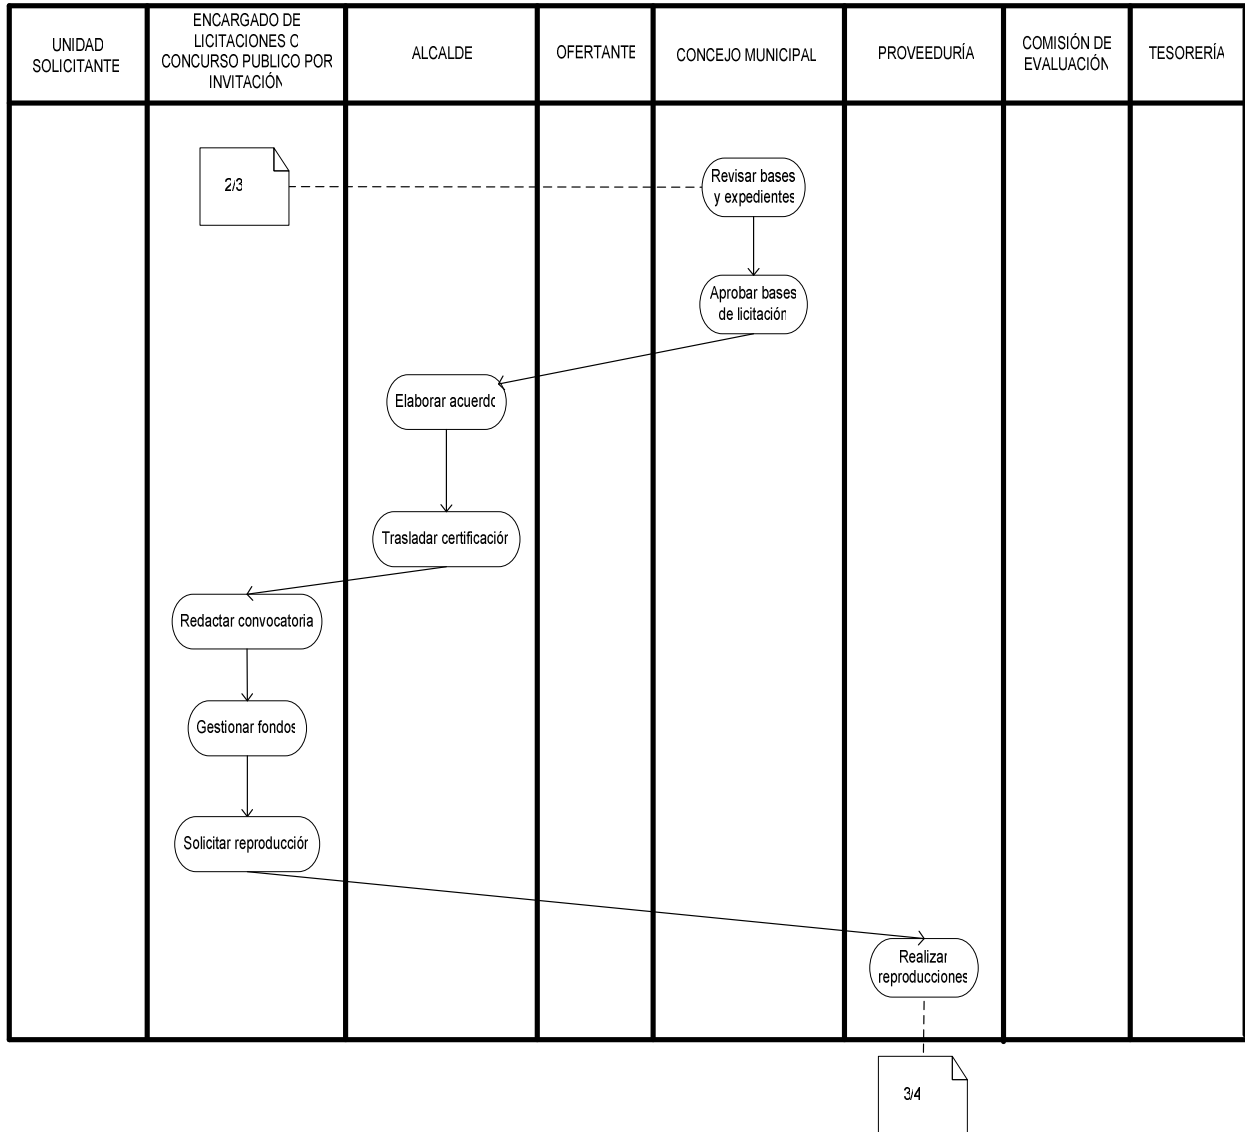 UNIDAD
SOLICITANTE
ENCARGADO DE
LICITACIONES O
CONCURSO PUBLICO POR
INVITACIÓN
ALCALDE
OFERTANTE
CONCEJO MUNICIPAL
PROVEEDURÍA
COMISIÓN DE
EVALUACIÓN
TESORERÍA
2/3
Revisar bases
y expedientes
Aprobar bases
de licitación
Elaborar acuerdo
Trasladar certificación
Redactar convocatoria
Gestionar fondos
Solicitar reproducción
Realizar
reproducciones
3/4